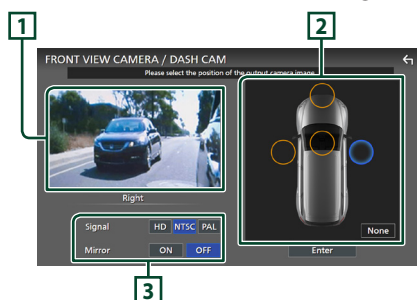 1
2
FRONT VIEW CAMERA / DASH CAM
Please select the position of the output camera image.
Right
Signal HD NTSC PAL
None
Mirror ON OFF
Enter
3